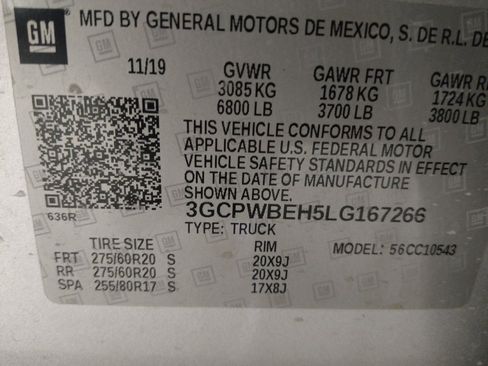 GM MFD BY GENERAL MOTORS DE MEXICO, S. DE R.L. DE
11/19 GVWR GAWR FRT GAWR R
3085 KG 1678 KG 1724 KG
6800 LB 3700 LB 3800 LB
THIS VEHICLE CONFORMS TO ALL
APPLICABLE U.S. FEDERAL MOTOR
VEHICLE SAFETY STANDARDS IN EFFECT
ON THE DATE OF MANUFACTURE
SHOWN ABOVE.
636R 3GCPWBEH5LG167266
TYPE: TRUCK
TIRE SIZE RIM MODEL: 56CC10543
FRT 275/60R20 S 20X9J
RR 275/60R20 S 20X9J
SPA 255/80R17 S 17X8J